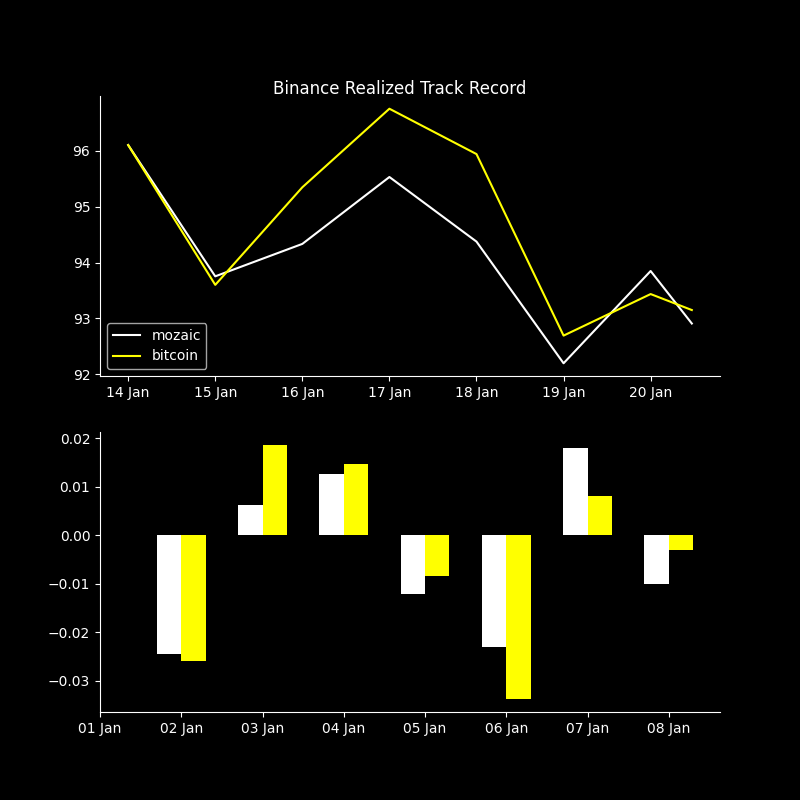 Binance Realized Track Record
96
95
94
93
92
mozaic
bitcoin
14 Jan 15 Jan 16 Jan 17 Jan 18 Jan 19 Jan 20 Jan
0.02
0.01
0.00
−0.01
−0.02
−0.03
01 Jan 02 Jan 03 Jan 04 Jan 05 Jan 06 Jan 07 Jan 08 Jan